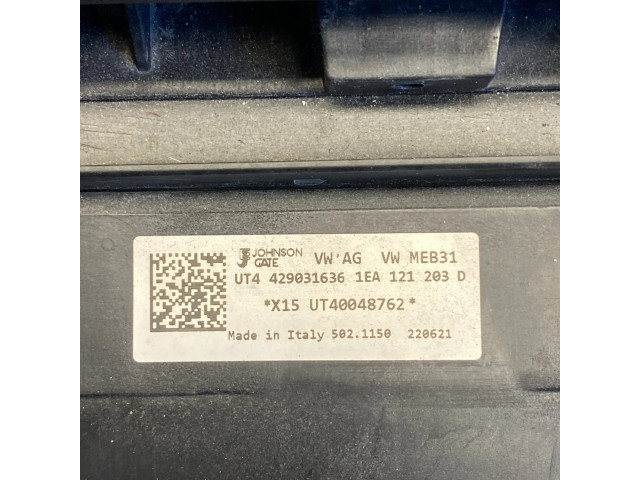 JOHNSON GATE VW AG VW MEB31
UT4 429031636 1EA 121 203 D
*X15 UT40048762*
Made in Italy 502.1150 220621